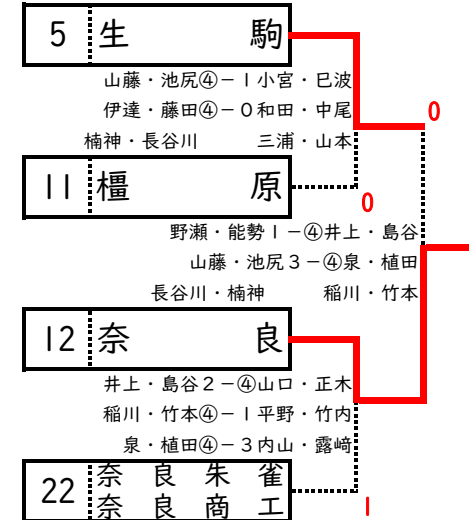 5 生 駒
山藤・池尻④－1小宮・巳波
伊達・藤田④－0和田・中尾
0
楠神・長谷川 三浦・山本
11 橿 原
0
野瀬・能勢1－④井上・島谷
山藤・池尻3－④泉・植田
長谷川・楠神 稲川・竹本
12 奈 良
井上・島谷2－④山口・正木
稲川・竹本④－1平野・竹内
泉・植田④－3内山・露﨑
22 奈 良 朱 雀
奈 良 商 工
1